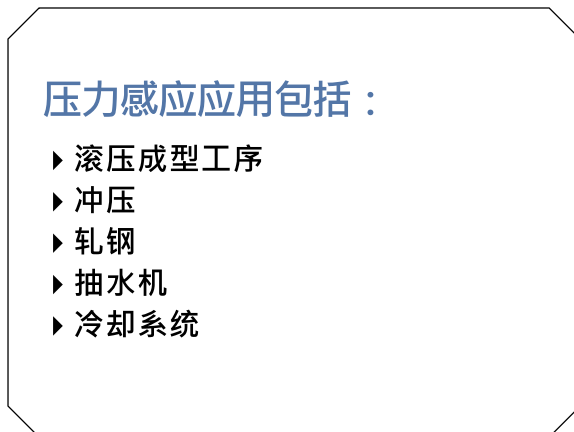 压力感应应用包括：
滚压成型工序
冲压
轧钢
抽水机
冷却系统